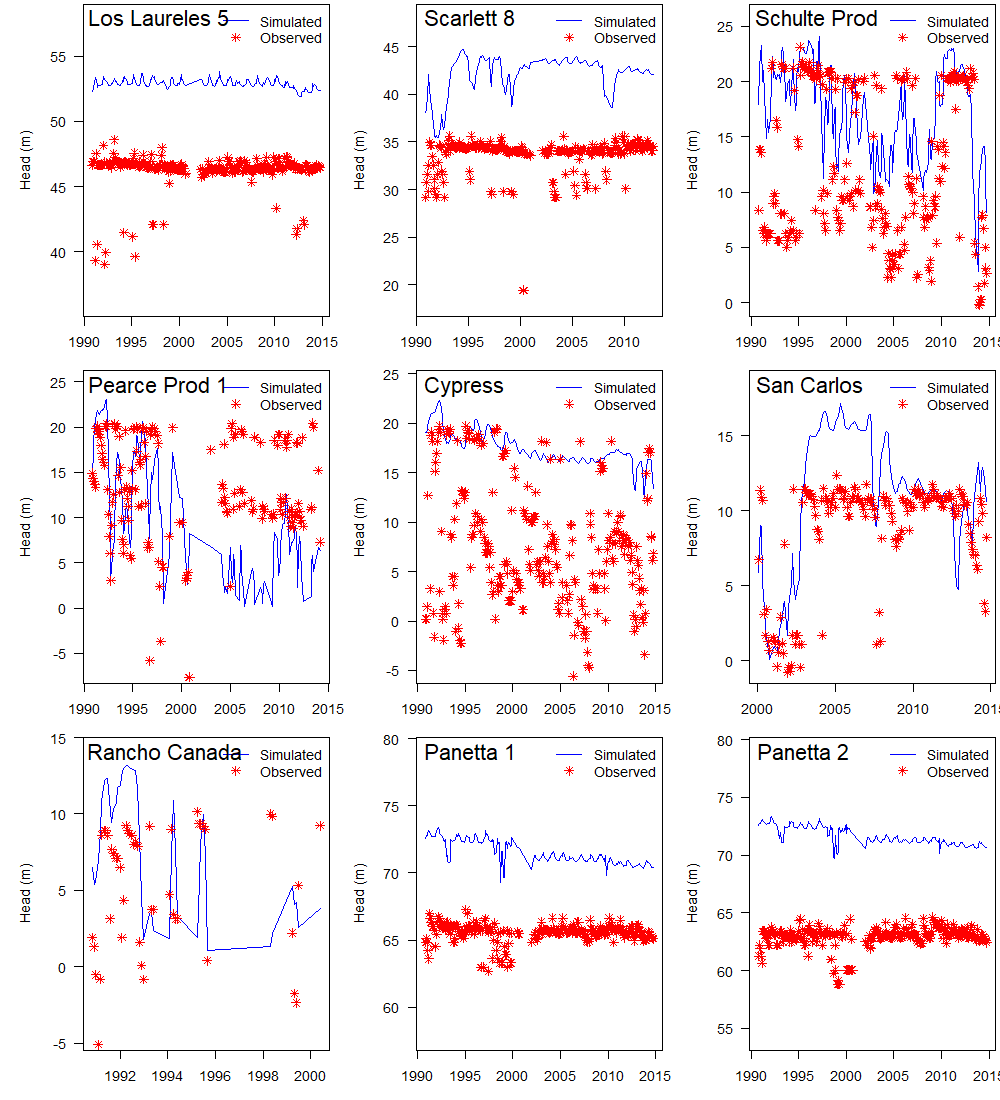 Los Laureles 5
Simulated
Observed
Head (m)
55
50
45
40
1990 1995 2000 2005 2010 2015
Scarlett 8
Simulated
Observed
Head (m)
45
40
35
30
25
20
1990 1995 2000 2005 2010
Schulte Prod
Simulated
Observed
Head (m)
25
20
15
10
5
0
1990 1995 2000 2005 2010 2015
Pearce Prod 1
Simulated
Observed
Head (m)
25
20
15
10
5
0
-5
1990 1995 2000 2005 2010 2015
Cypress
Simulated
Observed
Head (m)
25
20
15
10
5
0
-5
1990 1995 2000 2005 2010 2015
San Carlos
Simulated
Observed
Head (m)
15
10
5
0
2000 2005 2010 2015
Rancho Canada
Simulated
Observed
Head (m)
15
10
5
0
-5
1992 1994 1996 1998 2000
Panetta 1
Simulated
Observed
Head (m)
80
75
70
65
60
1990 1995 2000 2005 2010 2015
Panetta 2
Simulated
Observed
Head (m)
80
75
70
65
60
55
1990 1995 2000 2005 2010 2015